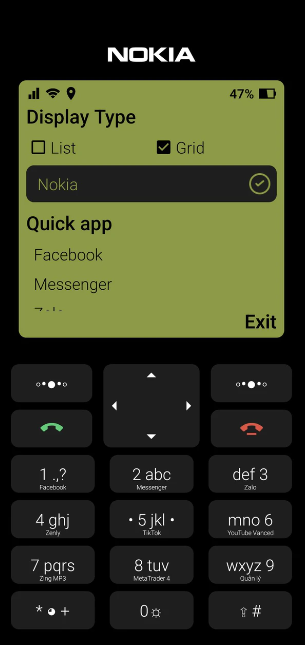 NOKIA
47%
Display Type
List Grid
Nokia
Quick app
Facebook
Messenger
Exit
1 .,? 2 abc def 3
Facebook Messenger Zalo
4 ghj • 5 jkl • mno 6
Zenly TikTok YouTube Vanced
7 pqrs 8 tuv wxyz 9
Zing MP3 MetaTrader 4 Quản lý
* + 0 #